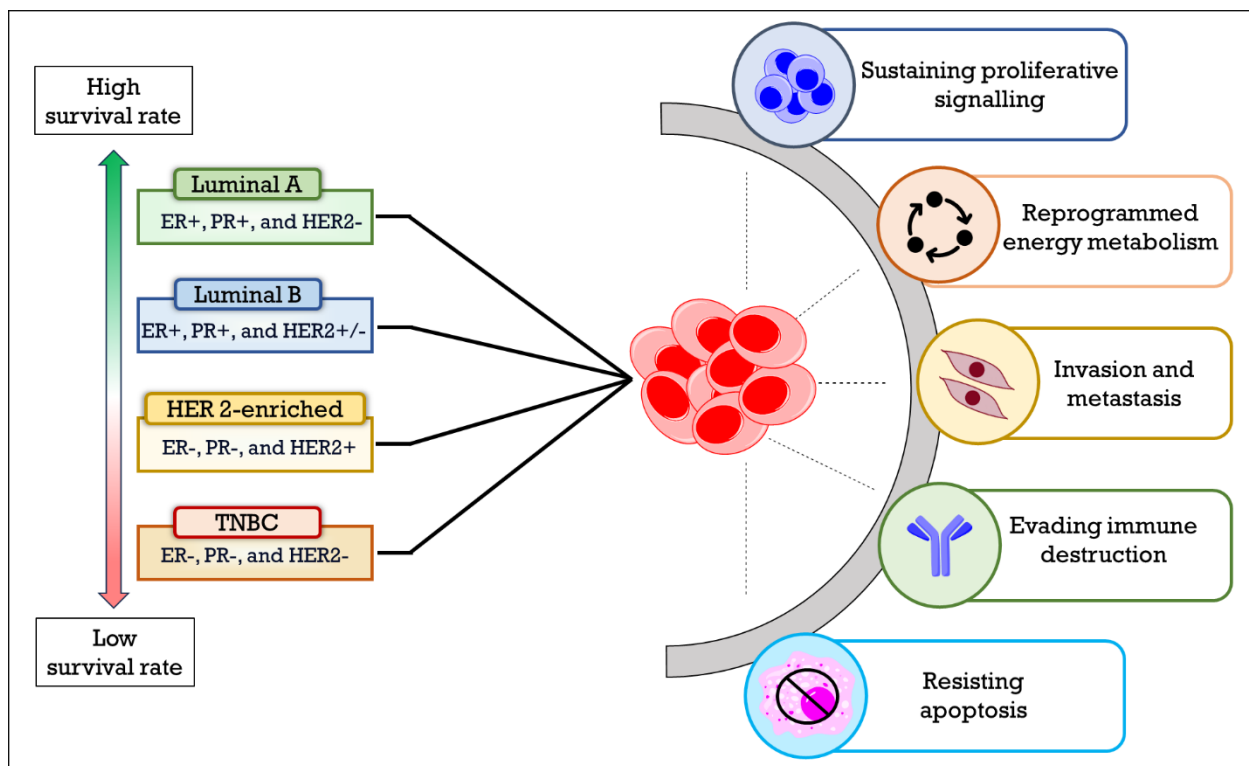 High
survival rate
Luminal A
ER+, PR+, and HER2-
Luminal B
ER+, PR+, and HER2+/-
HER 2-enriched
ER-, PR-, and HER2+
TNBC
ER-, PR-, and HER2-
Low
survival rate
Sustaining proliferative
signalling
Reprogrammed
energy metabolism
Invasion and
metastasis
Evading immune
destruction
Resisting
apoptosis